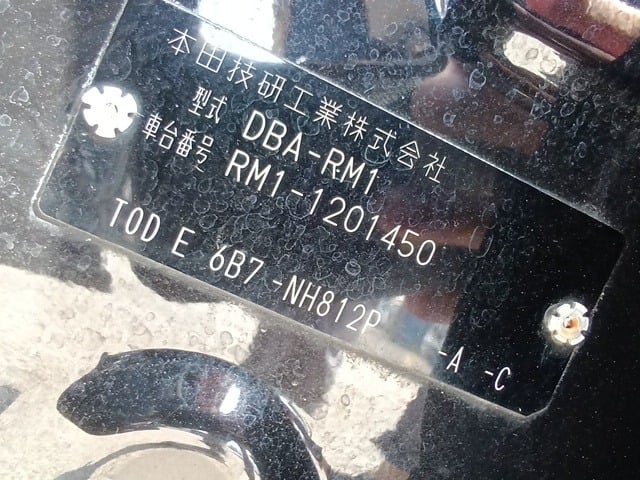 本田技研工業株式会社
型式 DBA-RM1
車台番号 RM1-1201450
TOD E 6B7-NH812P -A -C